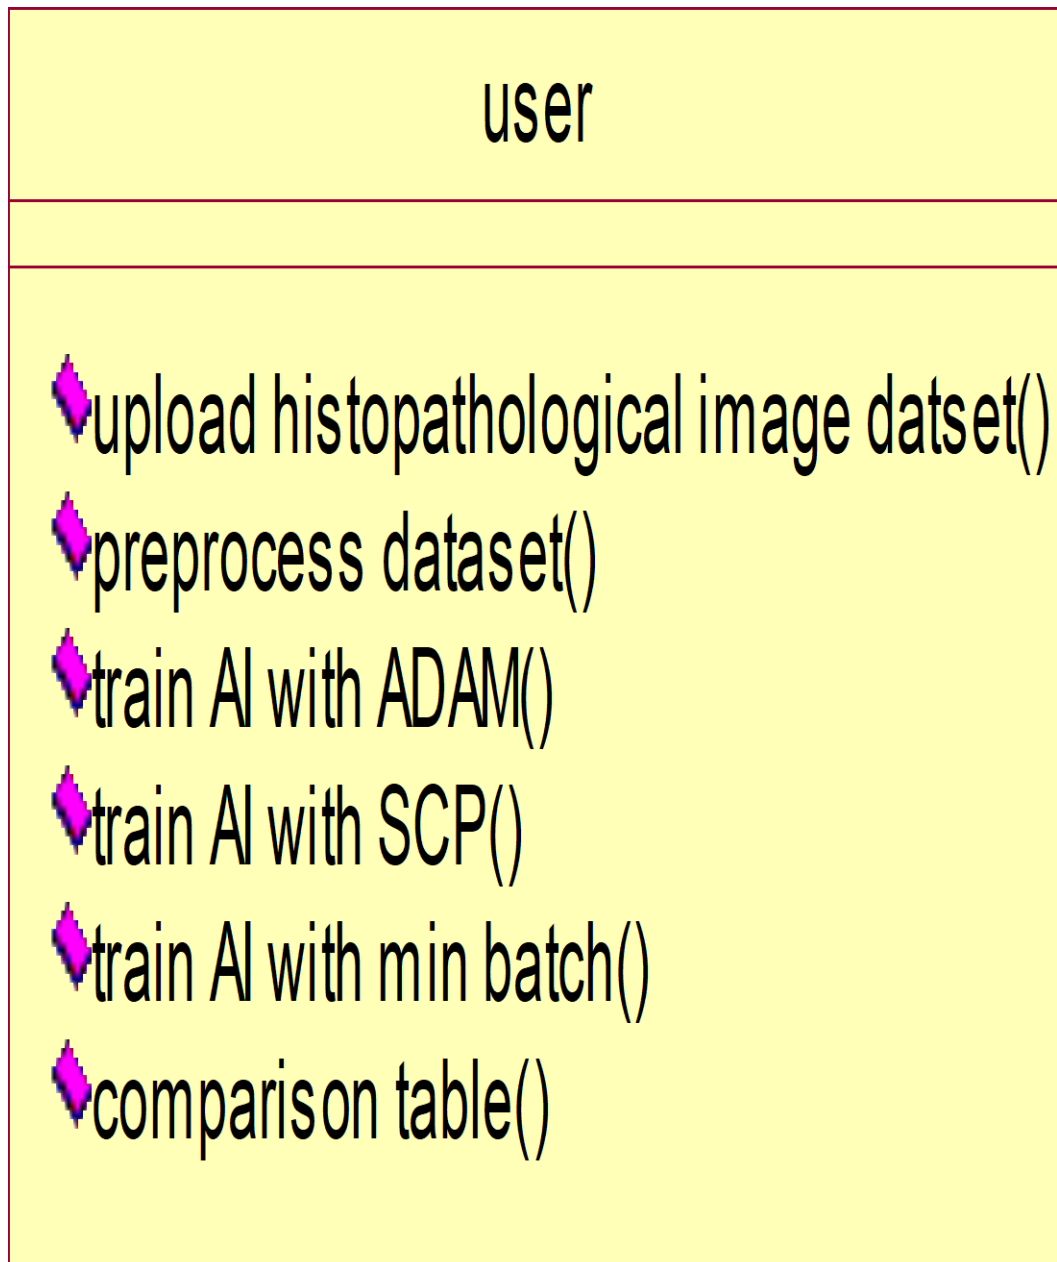 user
upload histopathological image datset()
preprocess dataset()
train AI with ADAM()
train AI with SCP()
train AI with min batch()
comparison table()